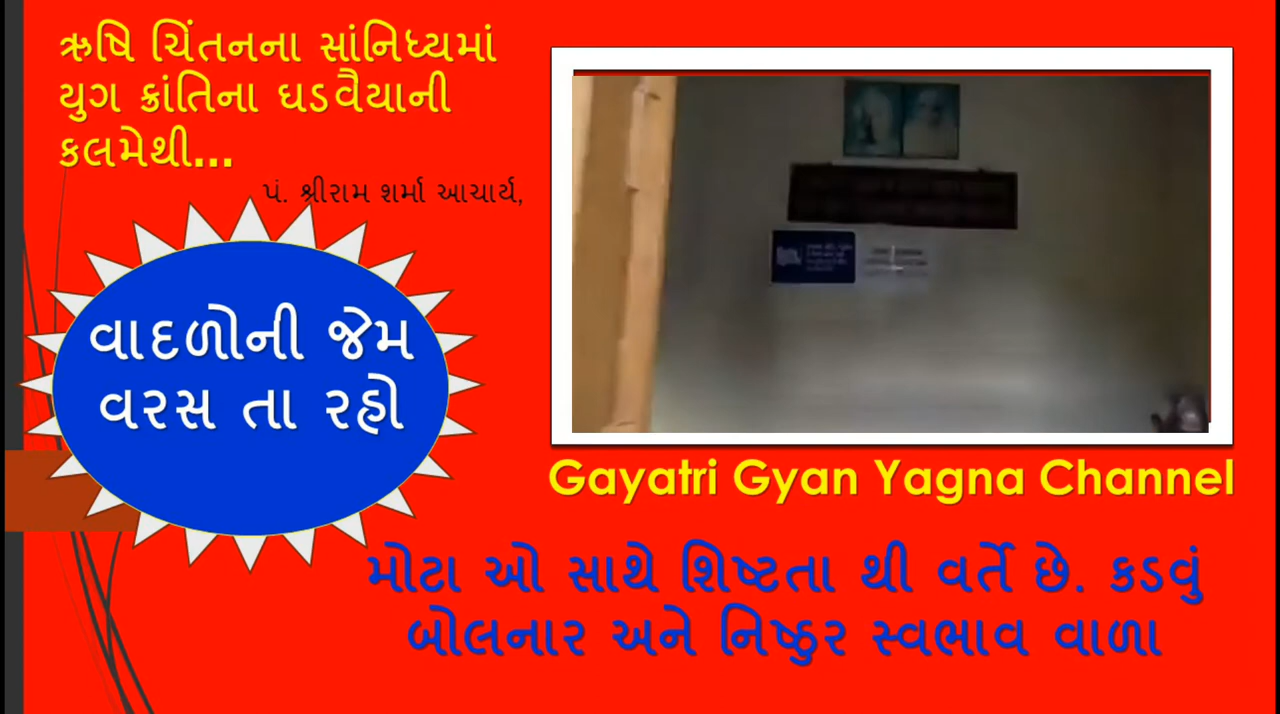 ઋષિ ચિંતનના સાંનિધ્યમાં
યુગ ક્રાંતિના ઘડવૈયાની
કલમેથી...
પં. શ્રીરામ શર્મા આચાર્ય,
વાદળોની જેમ
વરસ તા રહો
Gayatri Gyan Yagna Channel
મોટા ઓ સાથે શિષ્ટતા થી વર્તે છે. કડવું
બોલનાર અને નિષ્ઠુર સ્વભાવ વાળા